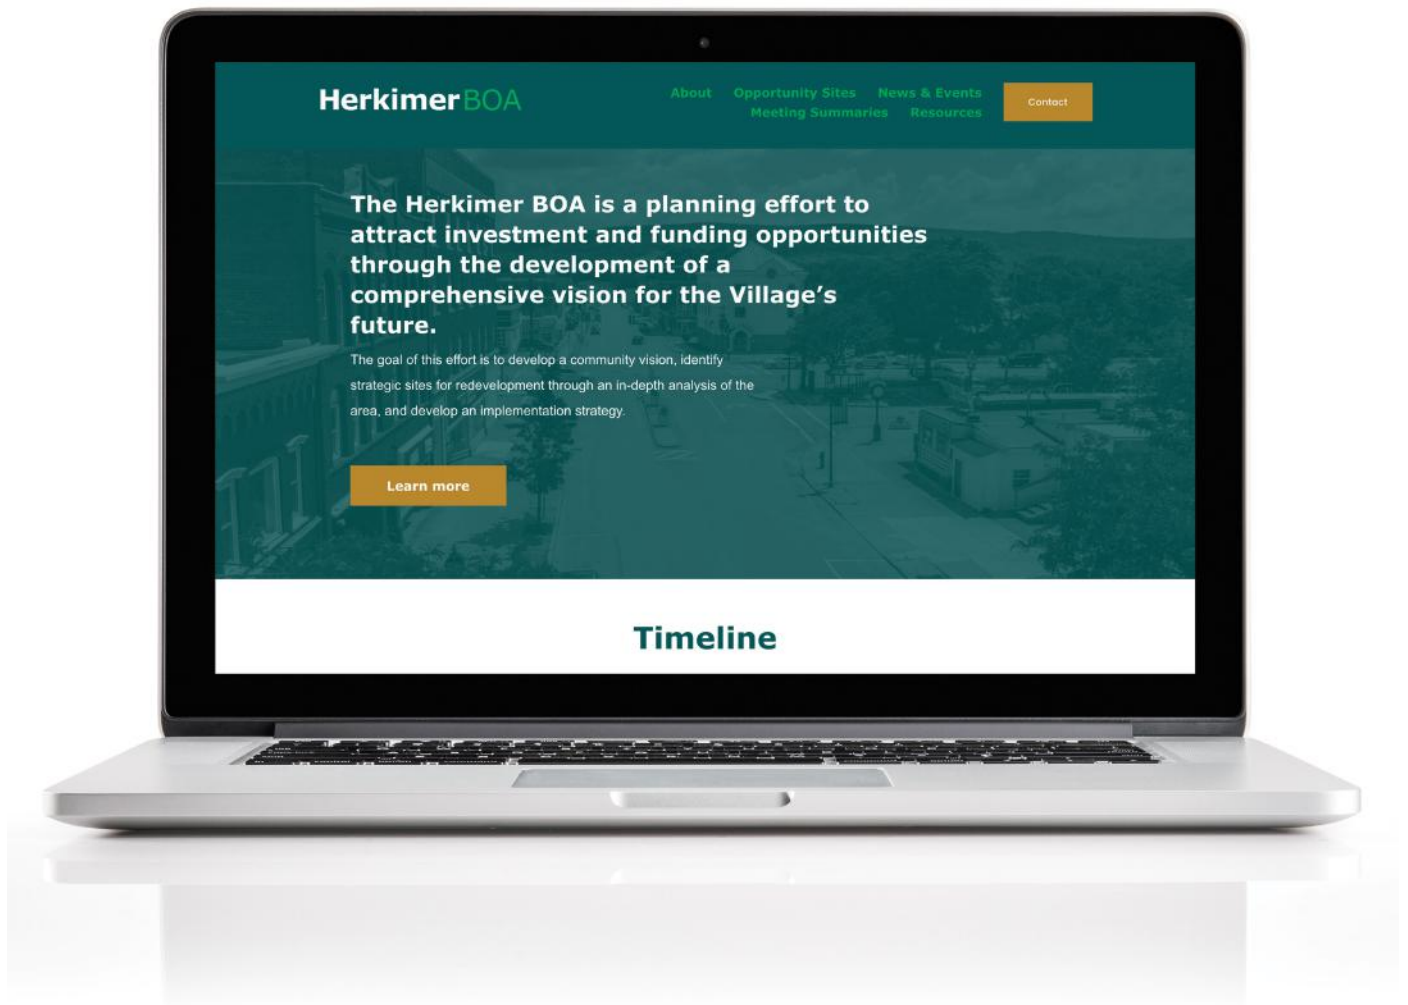 HerkimerBOA
About Opportunity Sites News & Events
Meeting Summaries Resources
Contact
The Herkimer BOA is a planning effort to
attract investment and funding opportunities
through the development of a
comprehensive vision for the Village’s
future.
The goal of this effort is to develop a community vision, identify
strategic sites for redevelopment through an in-depth analysis of the
area, and develop an implementation strategy.
Learn more
Timeline